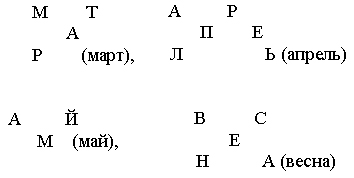 М Т А Р
А П Е
Р (март), Л Ь (апрель)
А Й В С
М (май), Е
Н А (весна)